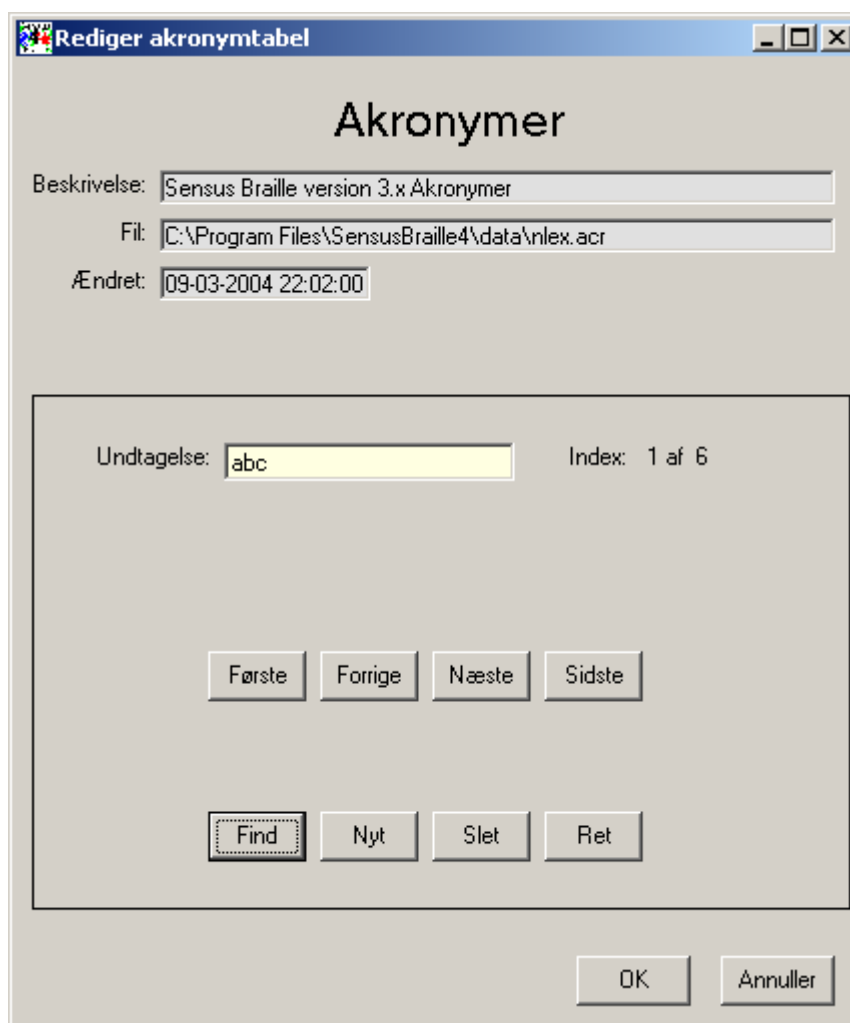 Rediger akronymtabel
Akronymer
Beskrivelse: Sensus Braille version 3.x Akronymer
Fil: C:\Program Files\SensusBraille4\data\nlex.acr
Ændret: 09-03-2004 22:02:00
Undtagelse: abc Index: 1 af 6
Første Forrige Næste Sidste
Find Nyt Slet Ret
OK Annuller